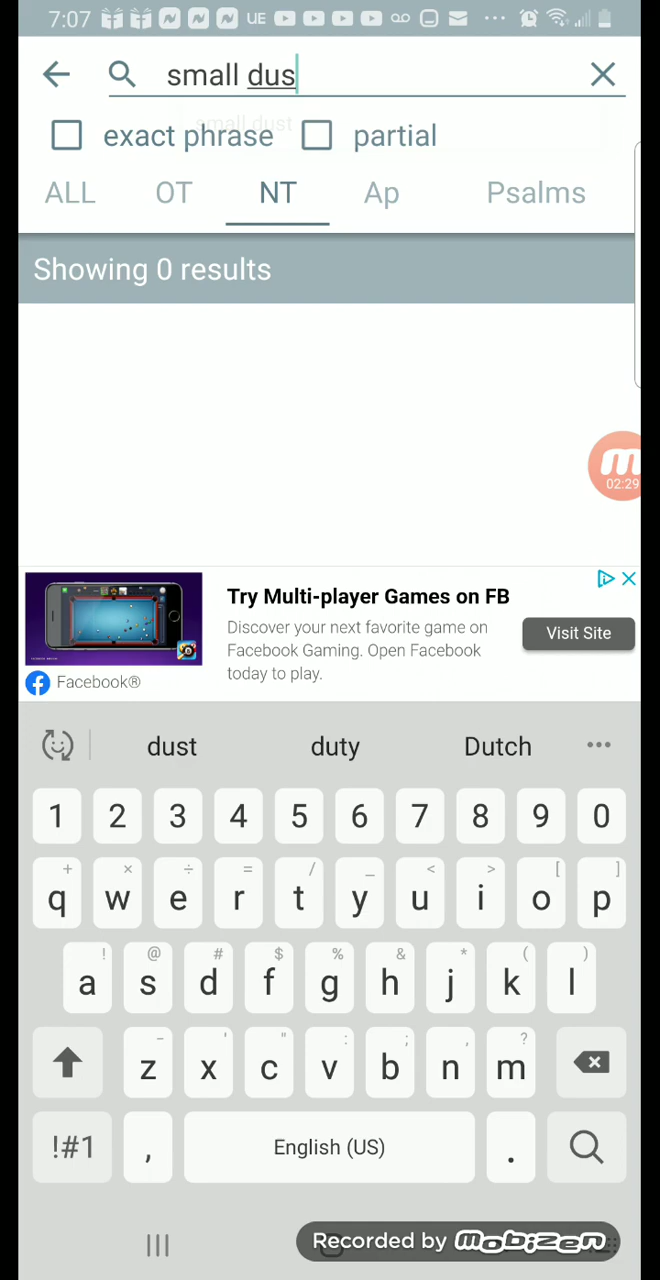 7:07 UE
small dus
small dust
exact phrase partial
ALL OT NT Ap Psalms
Showing 0 results
02:29
Try Multi-player Games on FB
Discover your next favorite game on
Facebook Gaming. Open Facebook
today to play.
Visit Site
Facebook®
dust duty Dutch
1 2 3 4 5 6 7 8 9 0
+ × ÷ = / _ < > [ ]
q w e r t y u i o p
! @ # $ % & * ( )
a s d f g h j k l
- ' " : ; , ?
z x c v b n m
!#1 , English (US) .
Recorded by mobizen